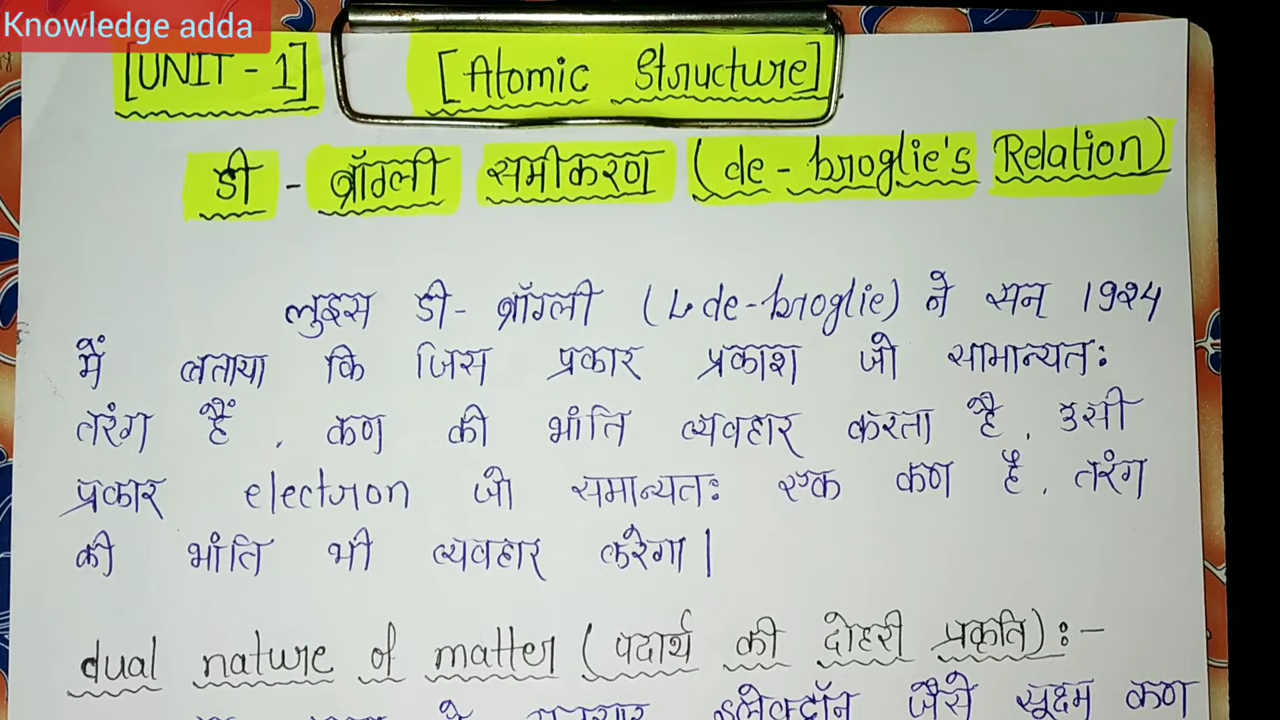 Knowledge adda
[UNIT - 1] [Atomic Structure]
डी - ब्रॉग्ली समीकरण (de - broglie's Relation)
लुइस डी - ब्रॉग्ली (L de-broglie) ने सन् 1924
में बताया कि जिस प्रकार प्रकाश जो सामान्यतः
तरंग हैं , कण की भांति व्यवहार करता है , उसी
प्रकार electron जो समान्यतः एक कण है , तरंग
की भांति भी व्यवहार करेगा |
dual nature of matter (पदार्थ की दोहरी प्रकृति) :-
इलेक्ट्रॉन जैसे सूक्ष्म कण